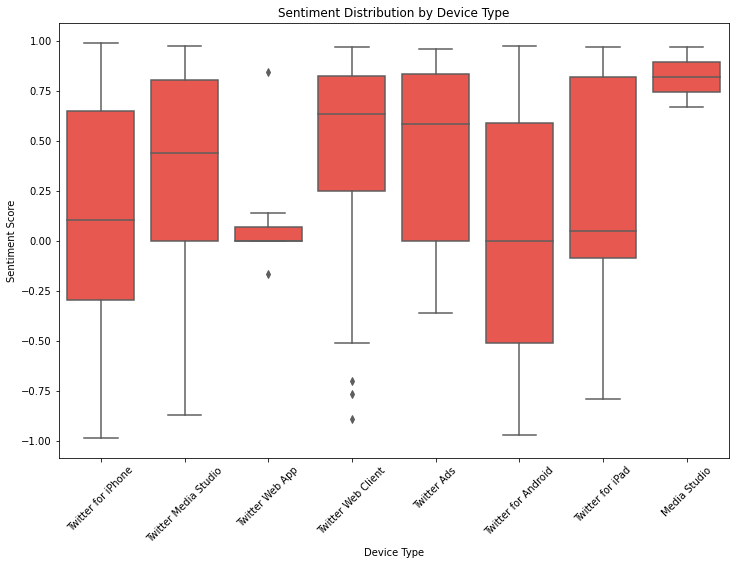 Sentiment Distribution by Device Type
Sentiment Score
1.00
0.75
0.50
0.25
0.00
−0.25
−0.50
−0.75
−1.00
Twitter for iPhone
Twitter Media Studio
Twitter Web App
Twitter Web Client
Twitter Ads
Twitter for Android
Twitter for iPad
Media Studio
Device Type